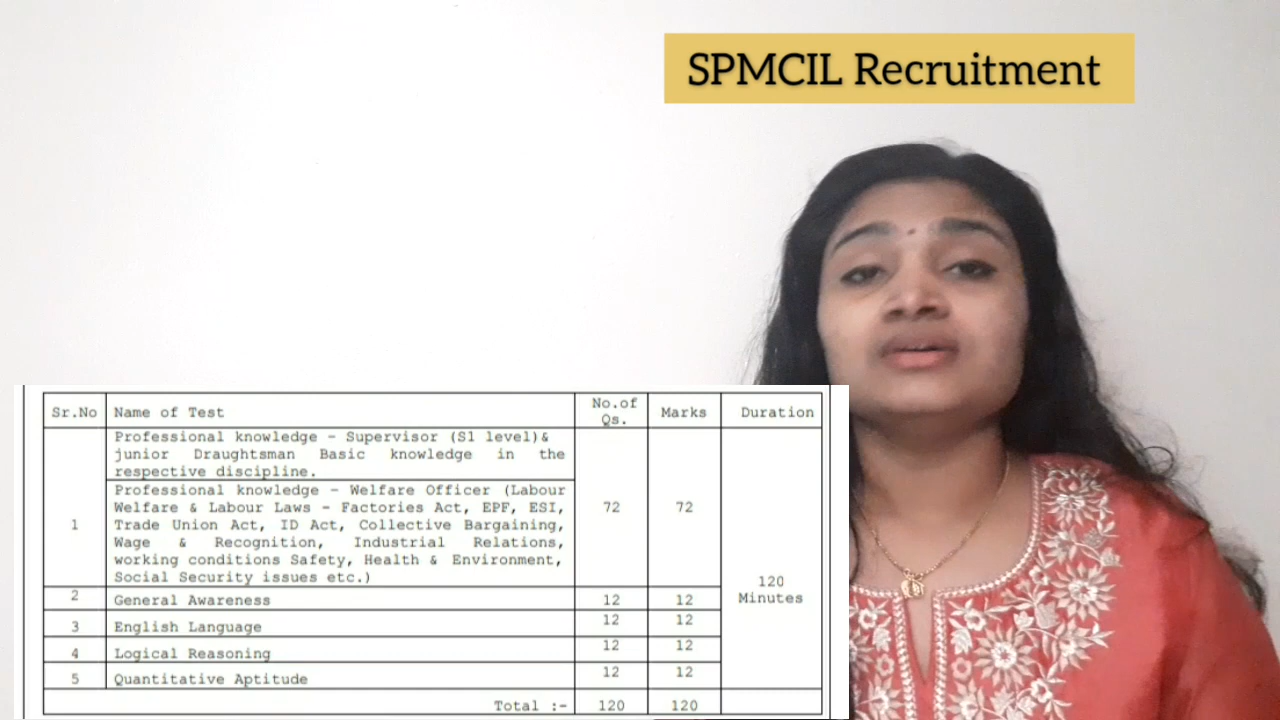 SPMCIL Recruitment
Sr.No Name of Test No.of Qs. Marks Duration
Professional knowledge - Supervisor (S1 level)&
junior Draughtsman Basic knowledge in the
respective discipline.
Professional knowledge - Welfare Officer (Labour
Welfare & Labour Laws - Factories Act, EPF, ESI,
1 Trade Union Act, ID Act, Collective Bargaining, 72 72
Wage & Recognition, Industrial Relations,
working conditions Safety, Health & Environment,
Social Security issues etc.)
120
Minutes
2 General Awareness 12 12
3 English Language 12 12
4 Logical Reasoning 12 12
5 Quantitative Aptitude 12 12
Total :- 120 120